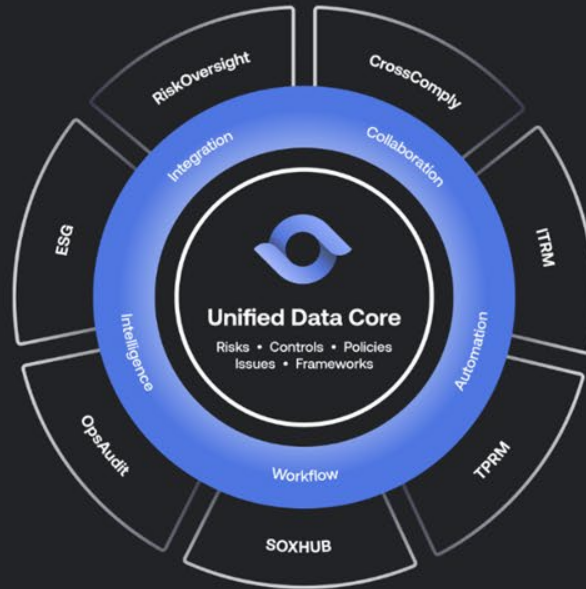 RiskOversight
CrossComply
ITRM
TPRM
SOXHUB
OpsAudit
ESG
Integration
Collaboration
Automation
Workflow
Intelligence
Unified Data Core
Risks • Controls • Policies
Issues • Frameworks